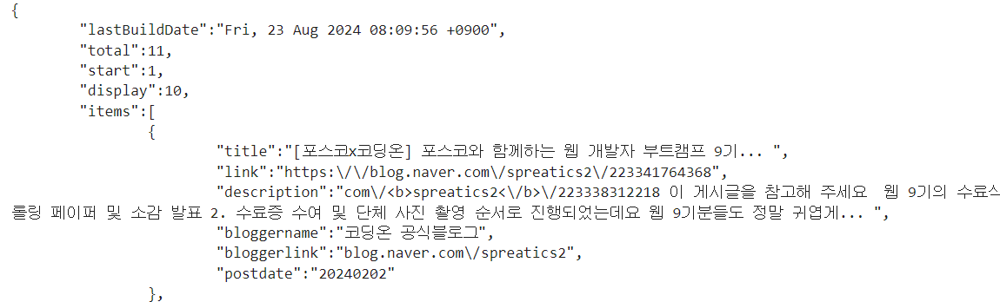 {
"lastBuildDate":"Fri, 23 Aug 2024 08:09:56 +0900",
"total":11,
"start":1,
"display":10,
"items":[
{
"title":"[포스코x코딩온] 포스코와 함께하는 웹 개발자 부트캠프 9기... ",
"link":"https:\/\/blog.naver.com\/spreatics2\/223341764368",
"description":"com\/<b>spreatics2<\/b>\/223338312218 이 게시글을 참고해 주세요  웹 9기의
롤링 페이퍼 및 소감 발표 2. 수료증 수여 및 단체 사진 촬영 순서로 진행되었는데요 웹 9기분들도 정말 귀엽게... ",
"bloggername":"코딩온 공식블로그",
"bloggerlink":"blog.naver.com\/spreatics2",
"postdate":"20240202"
},